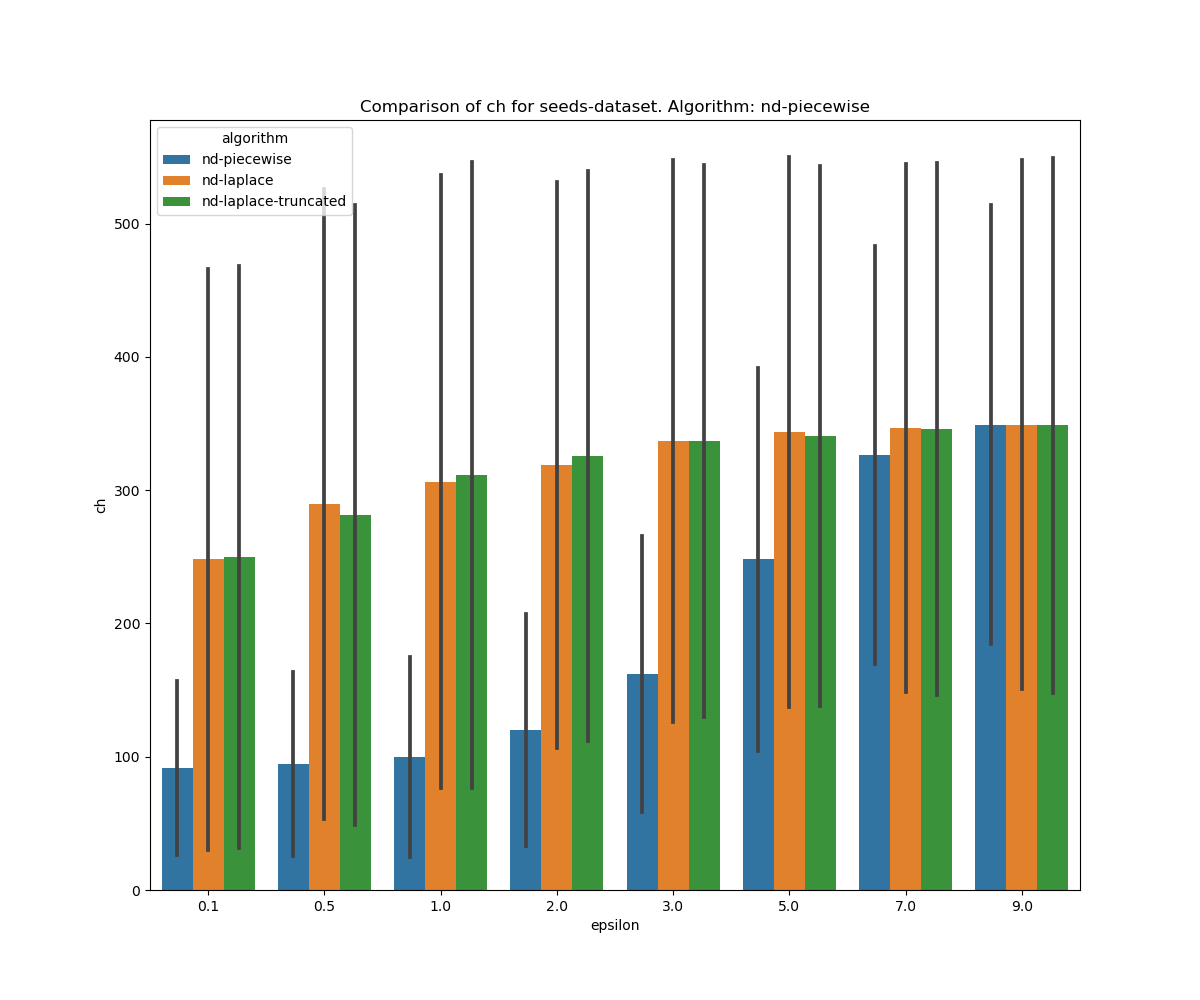 Comparison of ch for seeds-dataset. Algorithm: nd-piecewise
algorithm
nd-piecewise
nd-laplace
nd-laplace-truncated
500
400
300
200
100
0
ch
0.1 0.5 1.0 2.0 3.0 5.0 7.0 9.0
epsilon